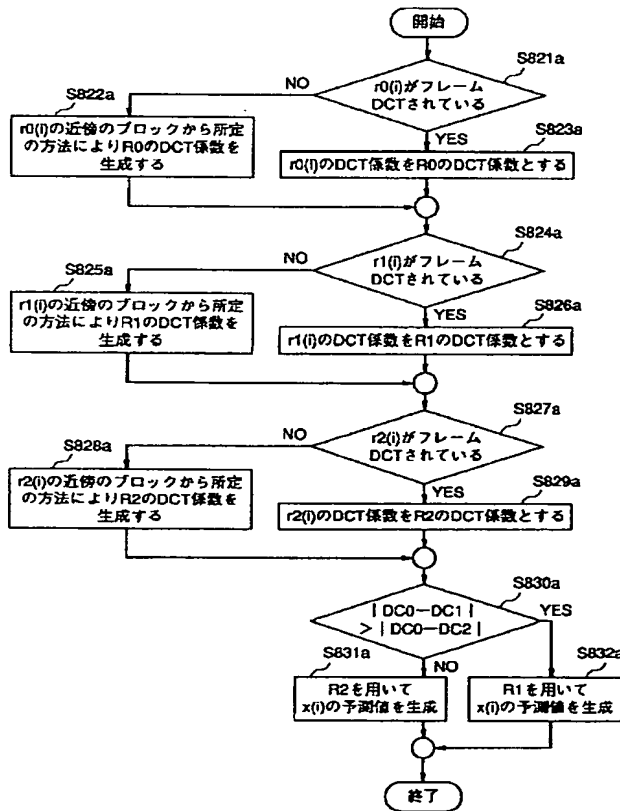 開始
S821a
r0(i)がフレーム
DCTされている
NO
YES
S822a
r0(i)の近傍のブロックから所定
の方法によりR0のDCT係数を
生成する
S823a
r0(i)のDCT係数をR0のDCT係数とする
S824a
r1(i)がフレーム
DCTされている
NO
YES
S825a
r1(i)の近傍のブロックから所定
の方法によりR1のDCT係数を
生成する
S826a
r1(i)のDCT係数をR1のDCT係数とする
S827a
r2(i)がフレーム
DCTされている
NO
YES
S828a
r2(i)の近傍のブロックから所定
の方法によりR2のDCT係数を
生成する
S829a
r2(i)のDCT係数をR2のDCT係数とする
S830a
|DC0−DC1|
>|DC0−DC2|
YES
NO
S831a
R2を用いて
x(i)の予測値を生成
S832a
R1を用いて
x(i)の予測値を生成
終了